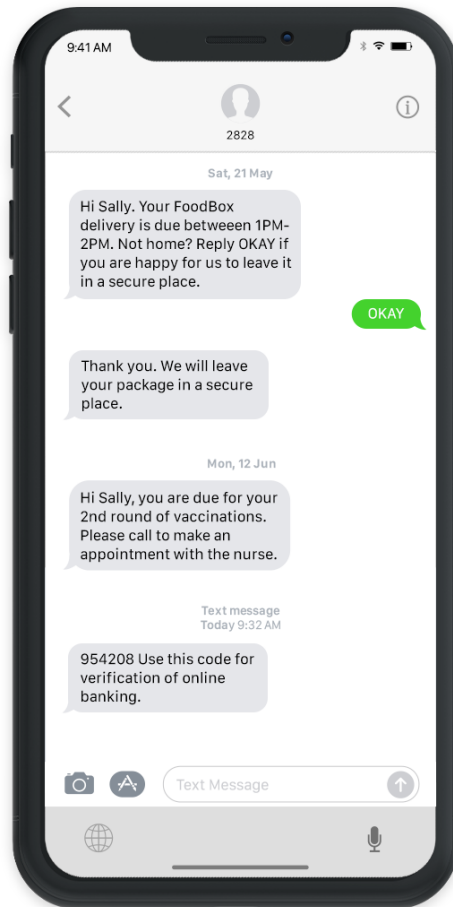 9:41 AM
2828
Sat, 21 May
Hi Sally. Your FoodBox
delivery is due betweeen 1PM-
2PM. Not home? Reply OKAY if
you are happy for us to leave it
in a secure place.
OKAY
Thank you. We will leave
your package in a secure
place.
Mon, 12 Jun
Hi Sally, you are due for your
2nd round of vaccinations.
Please call to make an
appointment with the nurse.
Text message
Today 9:32 AM
954208 Use this code for
verification of online
banking.
Text Message